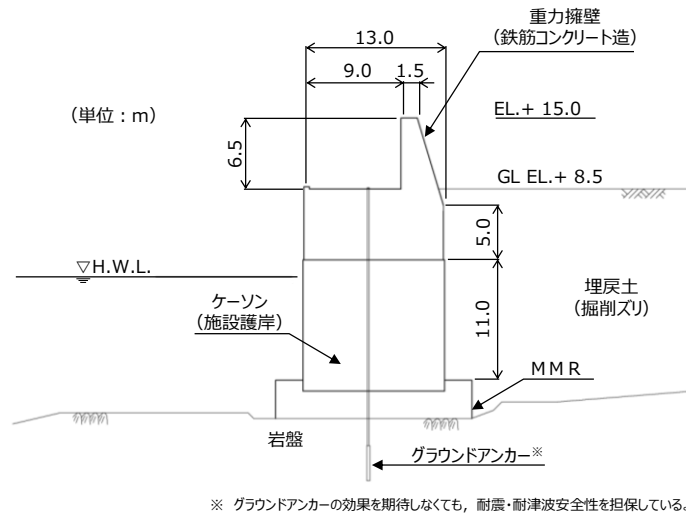 重力擁壁
（鉄筋コンクリート造）
13.0
9.0
1.5
（単位：m）
EL.+ 15.0
6.5
GL EL.+ 8.5
5.0
▽H.W.L.
埋戻土
（掘削ズリ）
ケーソン
（施設護岸）
11.0
ＭＭＲ
岩盤
グラウンドアンカー※
※ グラウンドアンカーの効果を期待しなくても，耐震・耐津波安全性を担保している。